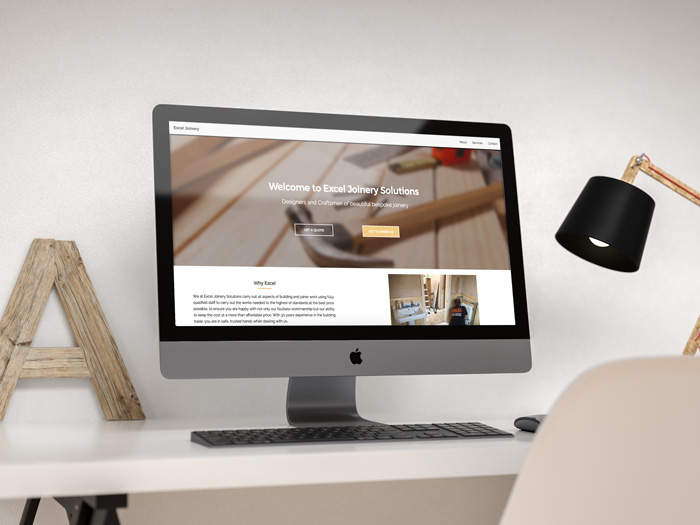 Excel Joinery
About Services Contact
Welcome to Excel Joinery Solutions
Designers and Craftsmen of beautiful bespoke joinery
GET A QUOTE
Why Excel
We at Excel Joinery Solutions carry out all aspects of building and joiner work using fully
qualified staff to carry out the works needed to the highest of standards at the best price
possible, to ensure you are happy with not only our faultless workmanship but our ability
to keep the cost at a more than affordable price. With 30 years experience in the building
trade, you are in safe, trusted hands when dealing with us.
A